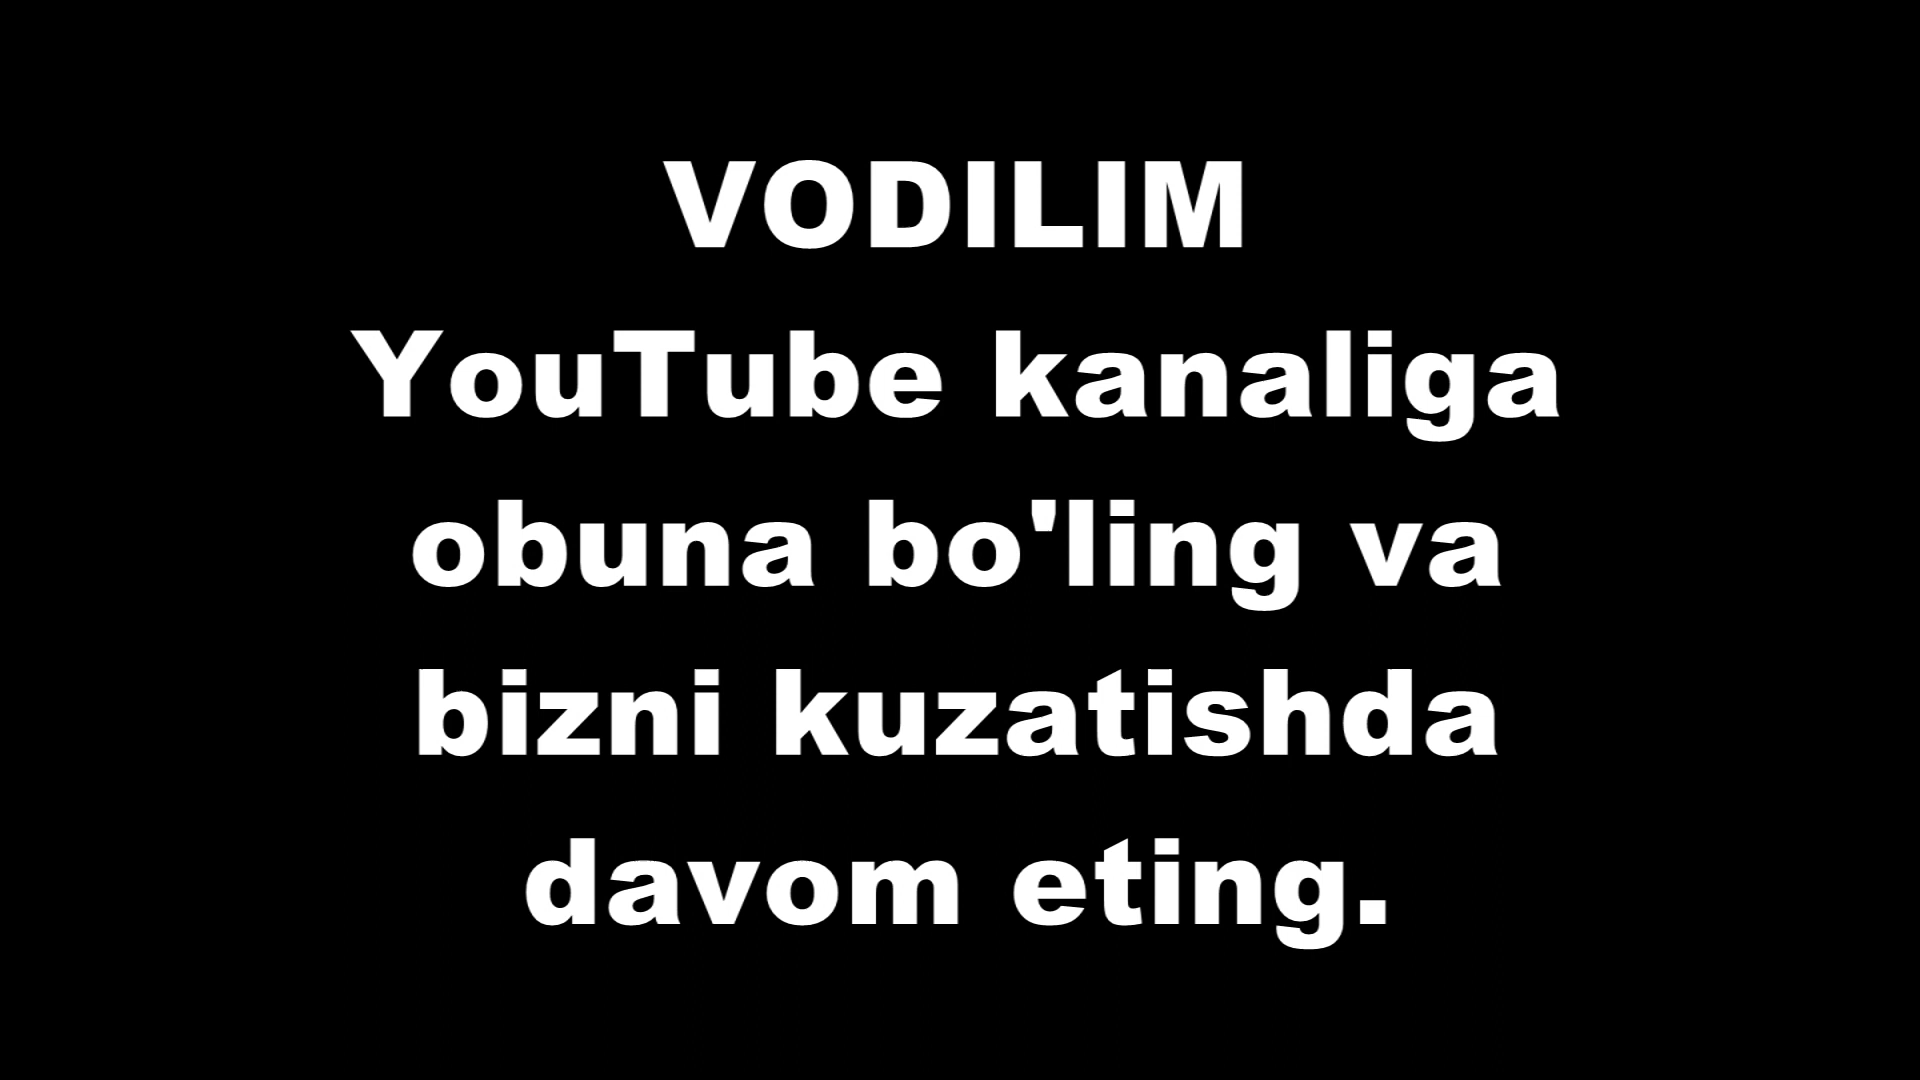 VODILIM
YouTube kanaliga
obuna bo'ling va
bizni kuzatishda
davom eting.